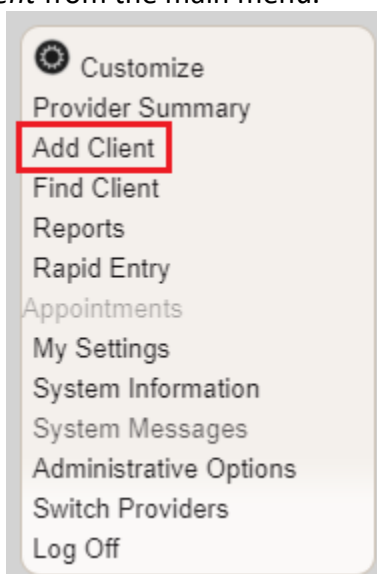 ent from the main menu.
Customize
Provider Summary
Add Client
Find Client
Reports
Rapid Entry
Appointments
My Settings
System Information
System Messages
Administrative Options
Switch Providers
Log Off